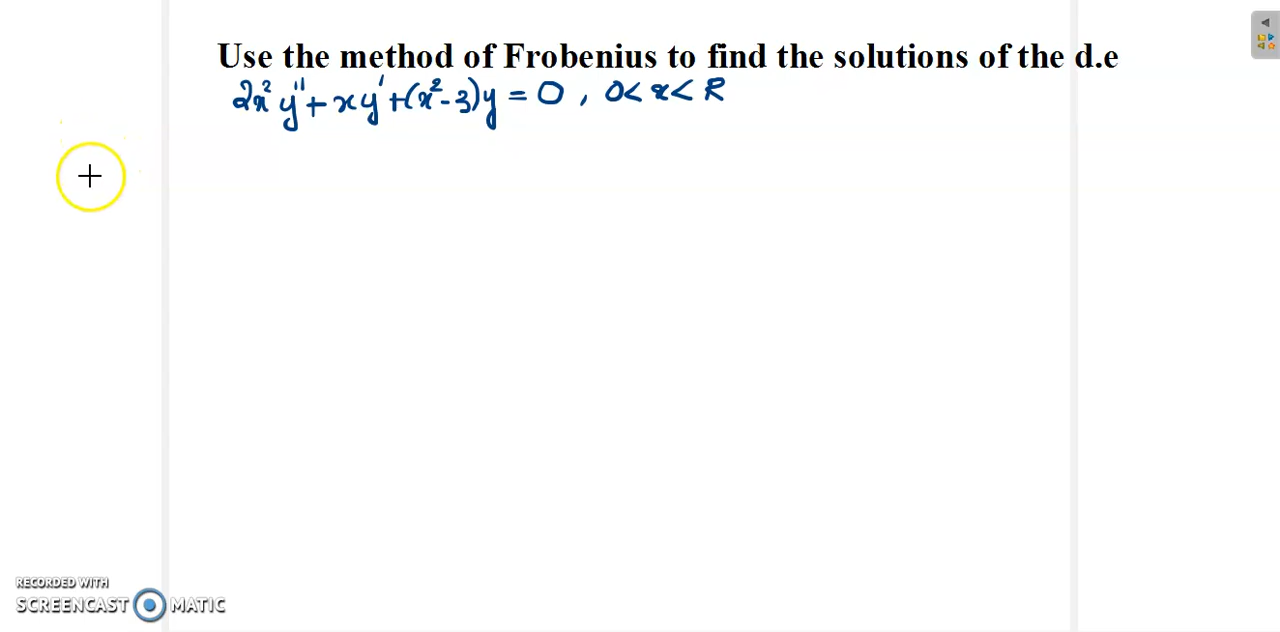 Use the method of Frobenius to find the solutions of the d.e
2x² y'' + xy' + (x² - 3)y = 0 , 0 < x < R
RECORDED WITH
SCREENCAST MATIC